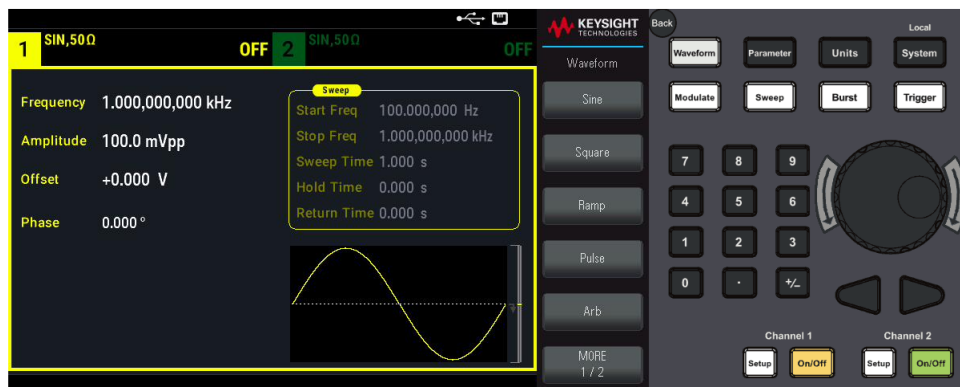 1 SIN,50Ω OFF 2 SIN,50Ω OFF
Frequency 1.000,000,000 kHz
Amplitude 100.0 mVpp
Offset +0.000 V
Phase 0.000 °
Sweep
Start Freq 100.000,000 Hz
Stop Freq 1.000,000,000 kHz
Sweep Time 1.000 s
Hold Time 0.000 s
Return Time 0.000 s
KEYSIGHT
TECHNOLOGIES
Waveform
Sine
Square
Ramp
Pulse
Arb
MORE
1 / 2
Back
Local
Waveform Parameter Units System
Modulate Sweep Burst Trigger
7 8 9
4 5 6
1 2 3
0 . +/−
Channel 1 Channel 2
Setup On/Off Setup On/Off